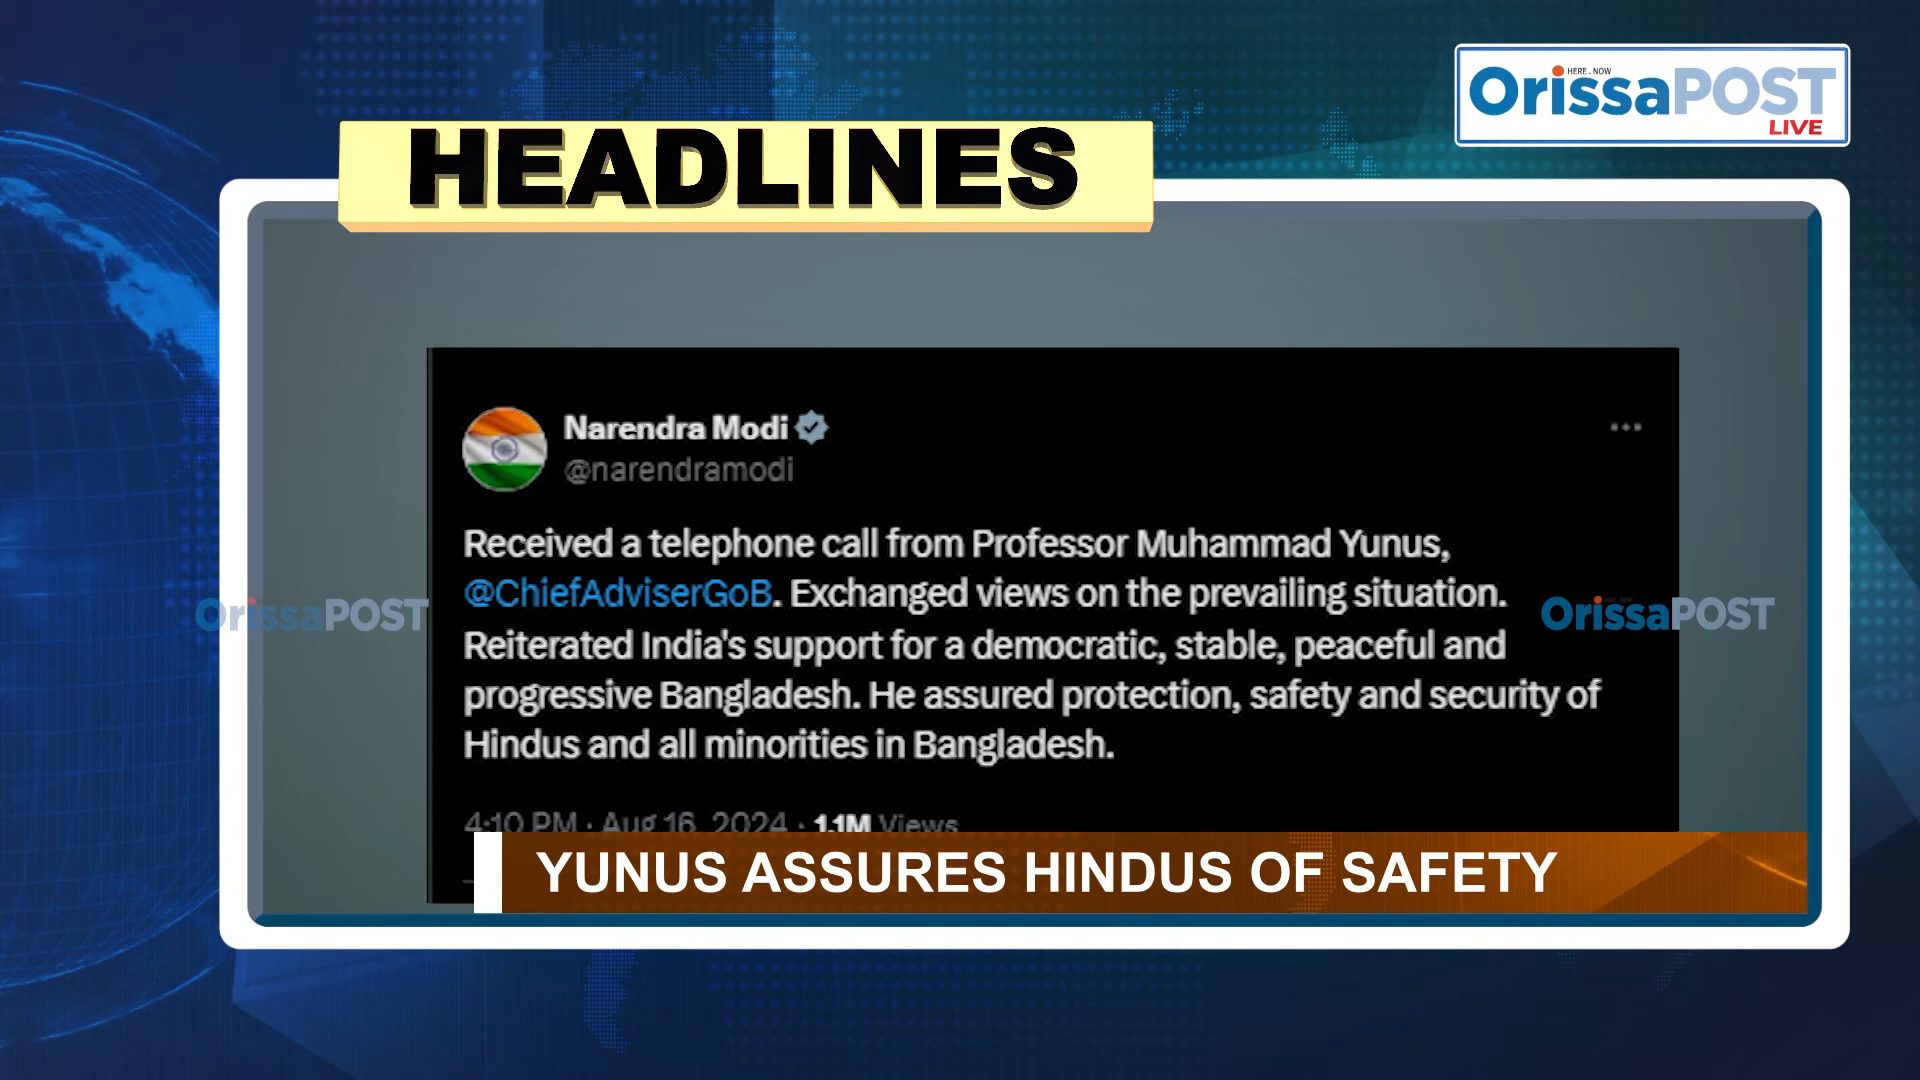 HERE . NOW
OrissaPOST
LIVE
HEADLINES
Narendra Modi
@narendramodi
Received a telephone call from Professor Muhammad Yunus,
@ChiefAdviserGoB. Exchanged views on the prevailing situation.
Reiterated India's support for a democratic, stable, peaceful and
progressive Bangladesh. He assured protection, safety and security of
Hindus and all minorities in Bangladesh.
OrissaPOST
OrissaPOST
4:10 PM · Aug 16, 2024 · 1.1M Views
YUNUS ASSURES HINDUS OF SAFETY